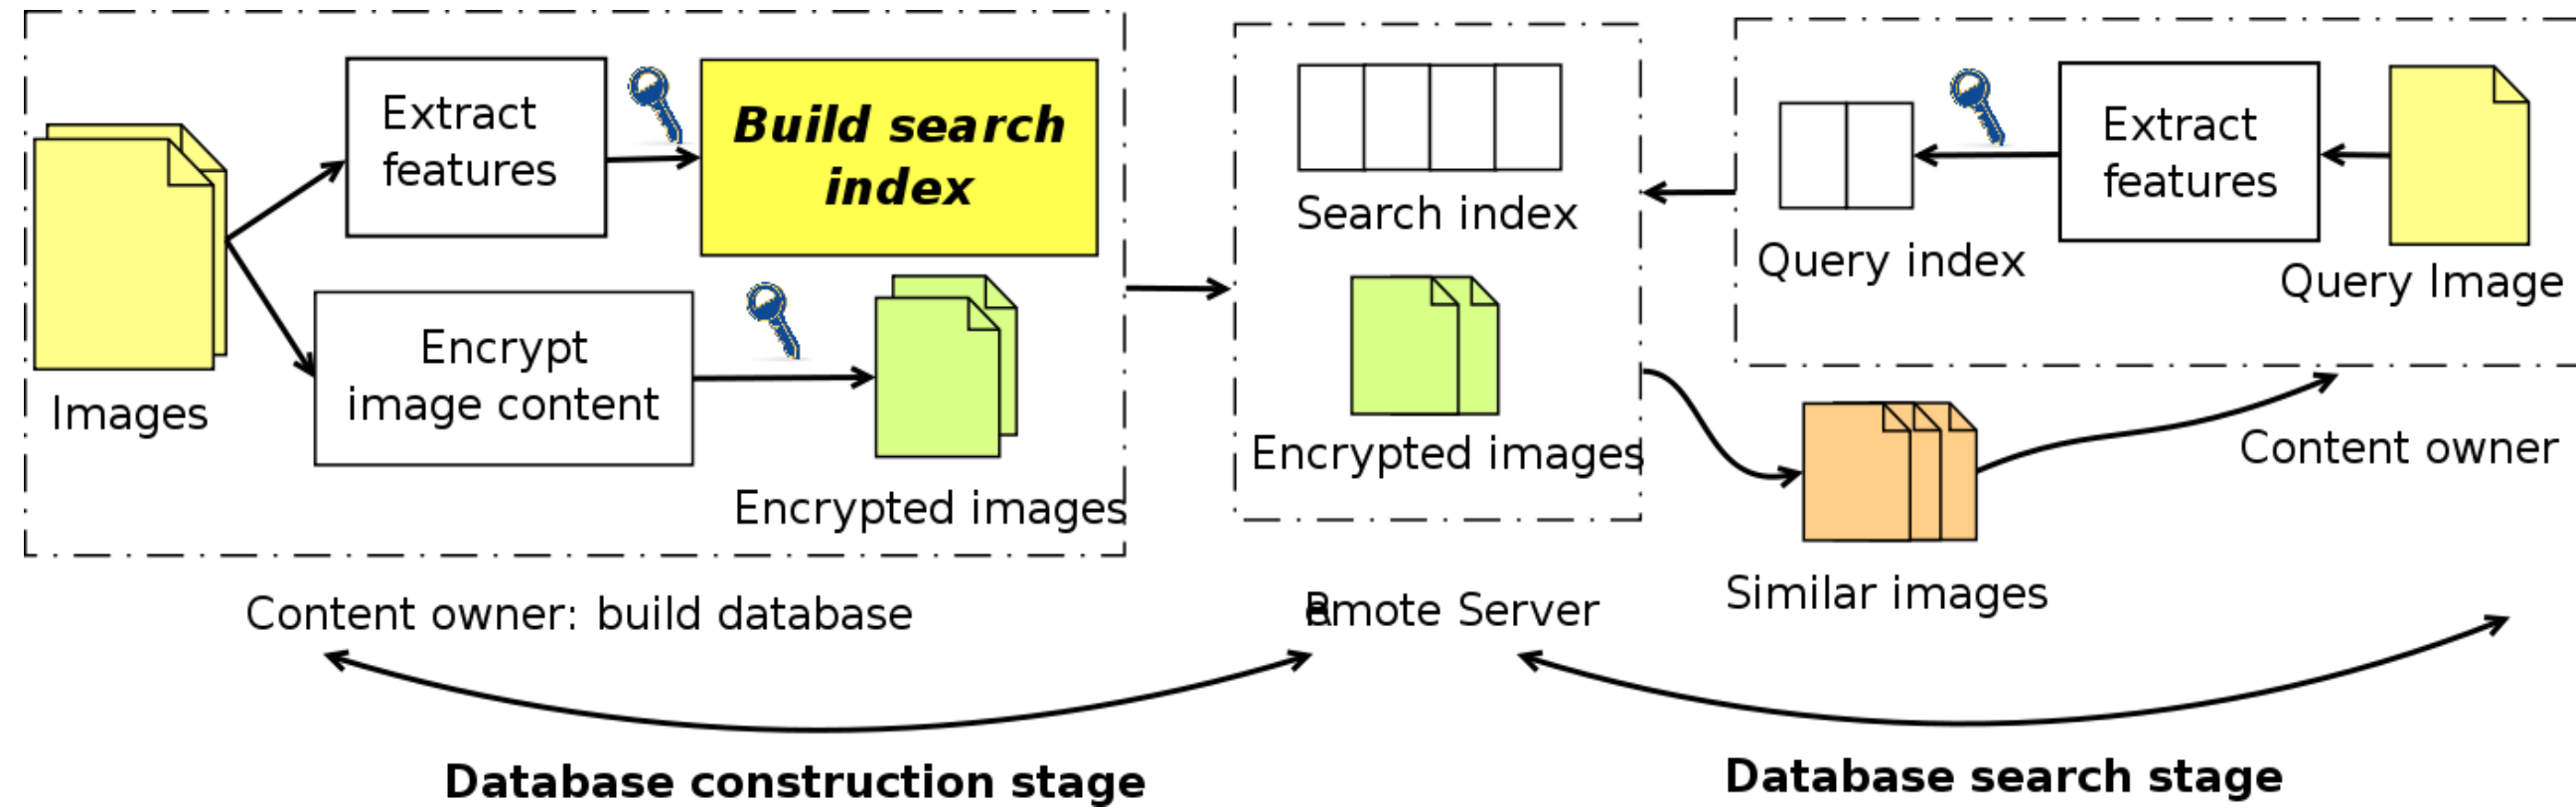 Extract
features
Build search
index
Images
Encrypt
image content
Encrypted images
Content owner: build database
Search index
Encrypted images
Server
Query index
Extract
features
Query Image
Similar images
Content owner
Database construction stage
Database search stage